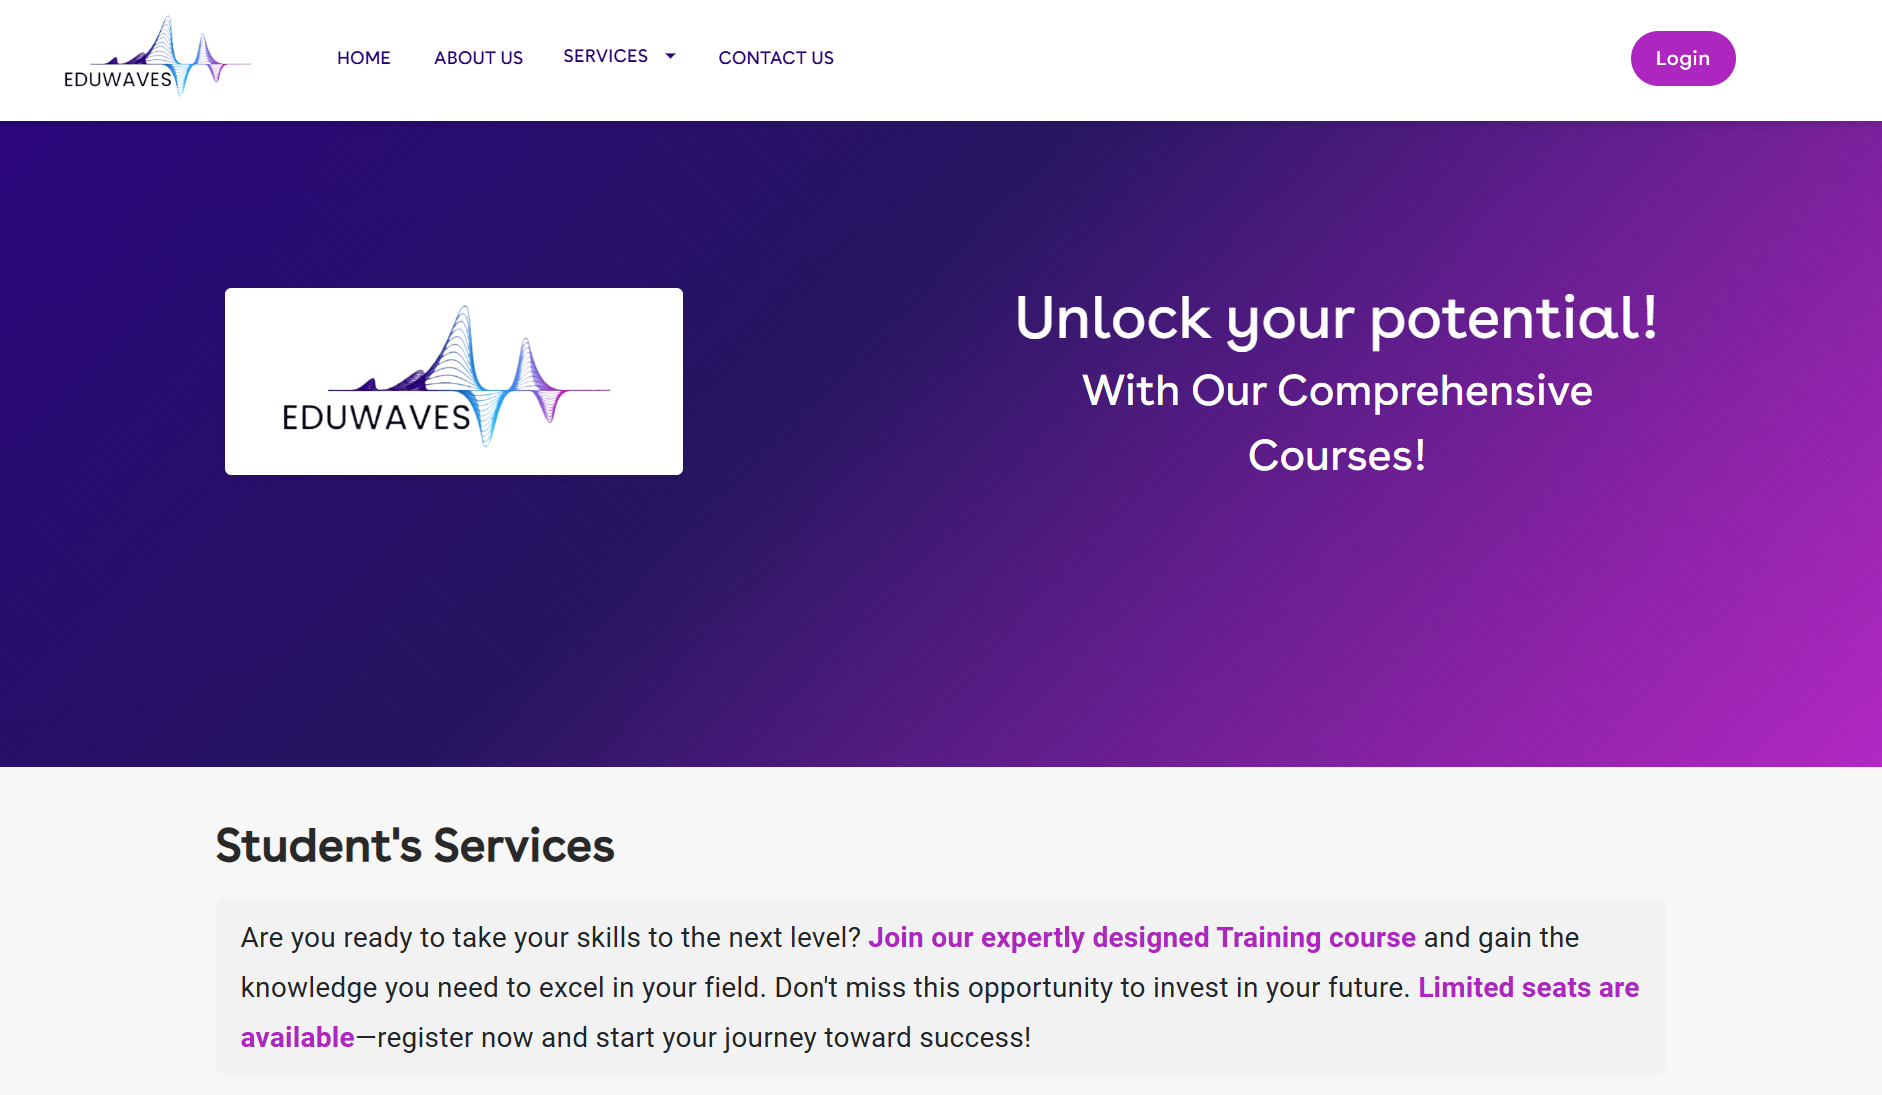 EDUWAVES
HOME ABOUT US SERVICES CONTACT US
Login
EDUWAVES
Unlock your potential!
With Our Comprehensive
Courses!
Student's Services
Are you ready to take your skills to the next level? Join our expertly designed Training course and gain the
knowledge you need to excel in your field. Don't miss this opportunity to invest in your future. Limited seats are
available—register now and start your journey toward success!